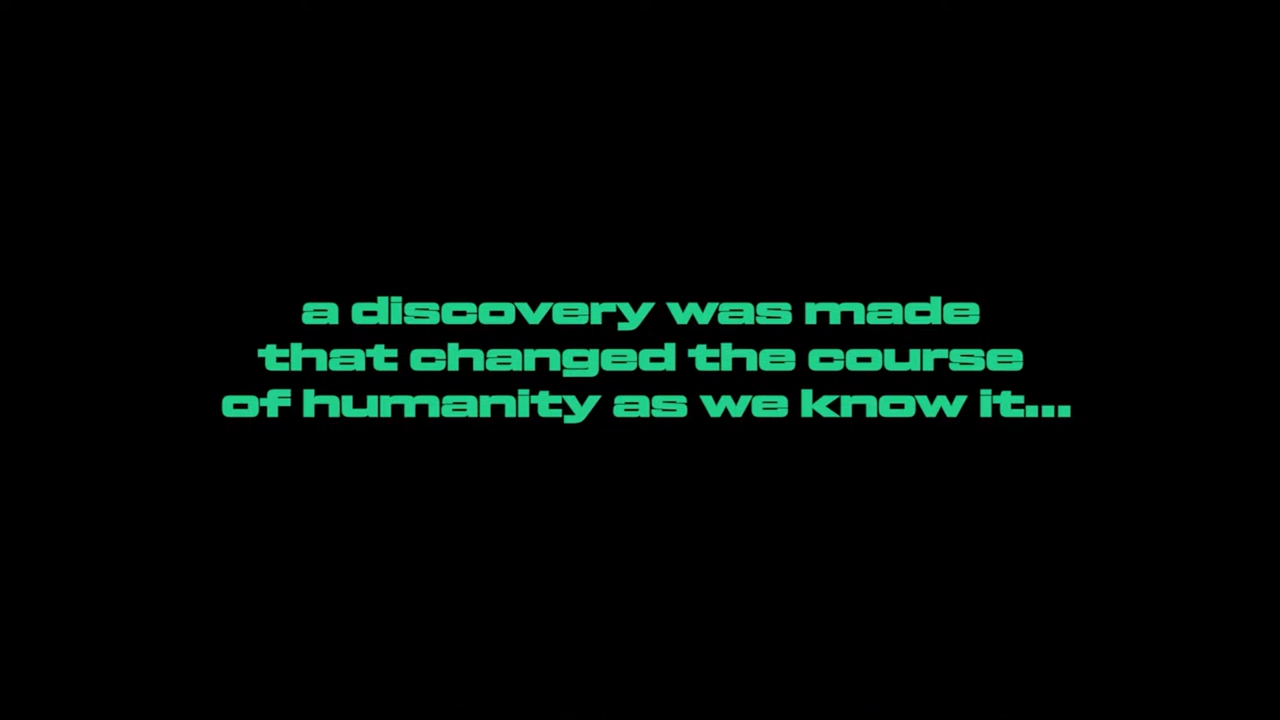 a discovery was made
that changed the course
of humanity as we know it...